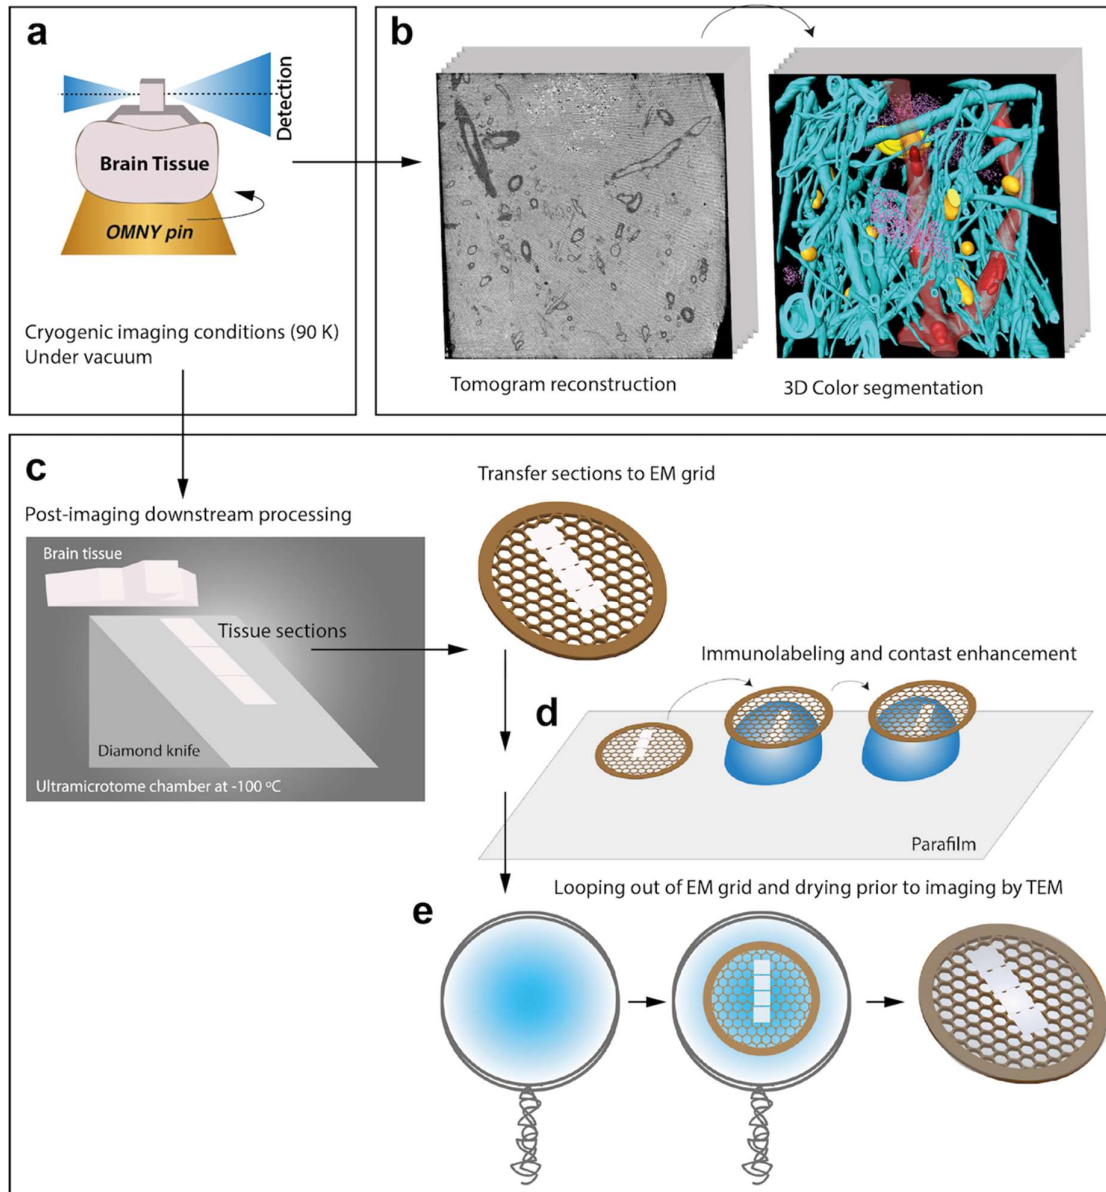 a
Detection
Brain Tissue
OMNY pin
Cryogenic imaging conditions (90 K)
Under vacuum
b
Tomogram reconstruction
3D Color segmentation
c
Post-imaging downstream processing
Brain tissue
Tissue sections
Diamond knife
Ultramicrotome chamber at -100 ºC
Transfer sections to EM grid
d
Immunolabeling and contast enhancement
Parafilm
e
Looping out of EM grid and drying prior to imaging by TEM